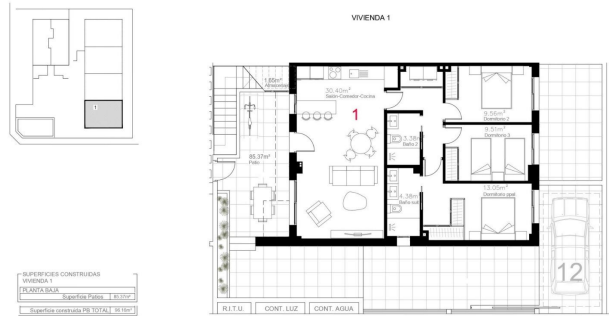 VIVIENDA 1
1
1.65m²
Almacenaje
30.40m²
Salón-Comedor-Cocina
1
9.56m²
Dormitorio 2
3.38m²
Baño 2
9.51m²
Dormitorio 3
85.37m²
Patio
13.05m²
Dormitorio ppal
4.38m²
Baño
12
SUPERFICIES CONSTRUIDAS
VIVIENDA 1
PLANTA BAJA
Superficie Patios 85.37m²
Superficie construida PB TOTAL
R.I.T.U. CONT. LUZ CONT. AGUA